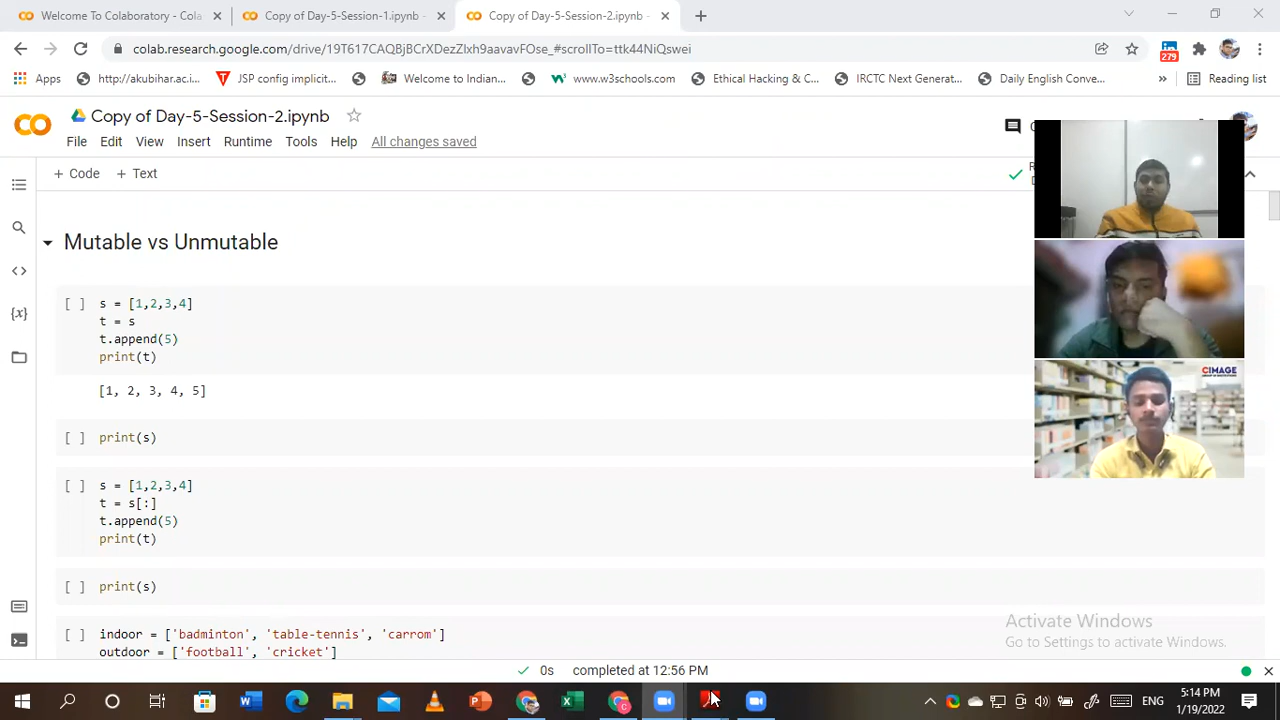 Welcome To Colaboratory - Cola
Copy of Day-5-Session-1.ipynb -
Copy of Day-5-Session-2.ipynb -
colab.research.google.com/drive/19T617CAQBjBCrXDezZlxh9aavavFOse_#scrollTo=ttk44NiQswei
279
Apps http://akubihar.ac.i... JSP config implicit... Welcome to Indian... www.w3schools.com Ethical Hacking & C... IRCTC Next Generat... Daily English Conve... » Reading list
Copy of Day-5-Session-2.ipynb
File Edit View Insert Runtime Tools Help All changes saved
+ Code + Text
Mutable vs Unmutable
[ ] s = [1,2,3,4]
t = s
t.append(5)
print(t)
[1, 2, 3, 4, 5]
[ ] print(s)
[ ] s = [1,2,3,4]
t = s[:]
t.append(5)
print(t)
[ ] print(s)
[ ] indoor = ['badminton', 'table-tennis', 'carrom']
outdoor = ['football', 'cricket']
CIMAGE
Activate Windows
Go to Settings to activate Windows.
0s completed at 12:56 PM
ENG
5:14 PM
1/19/2022